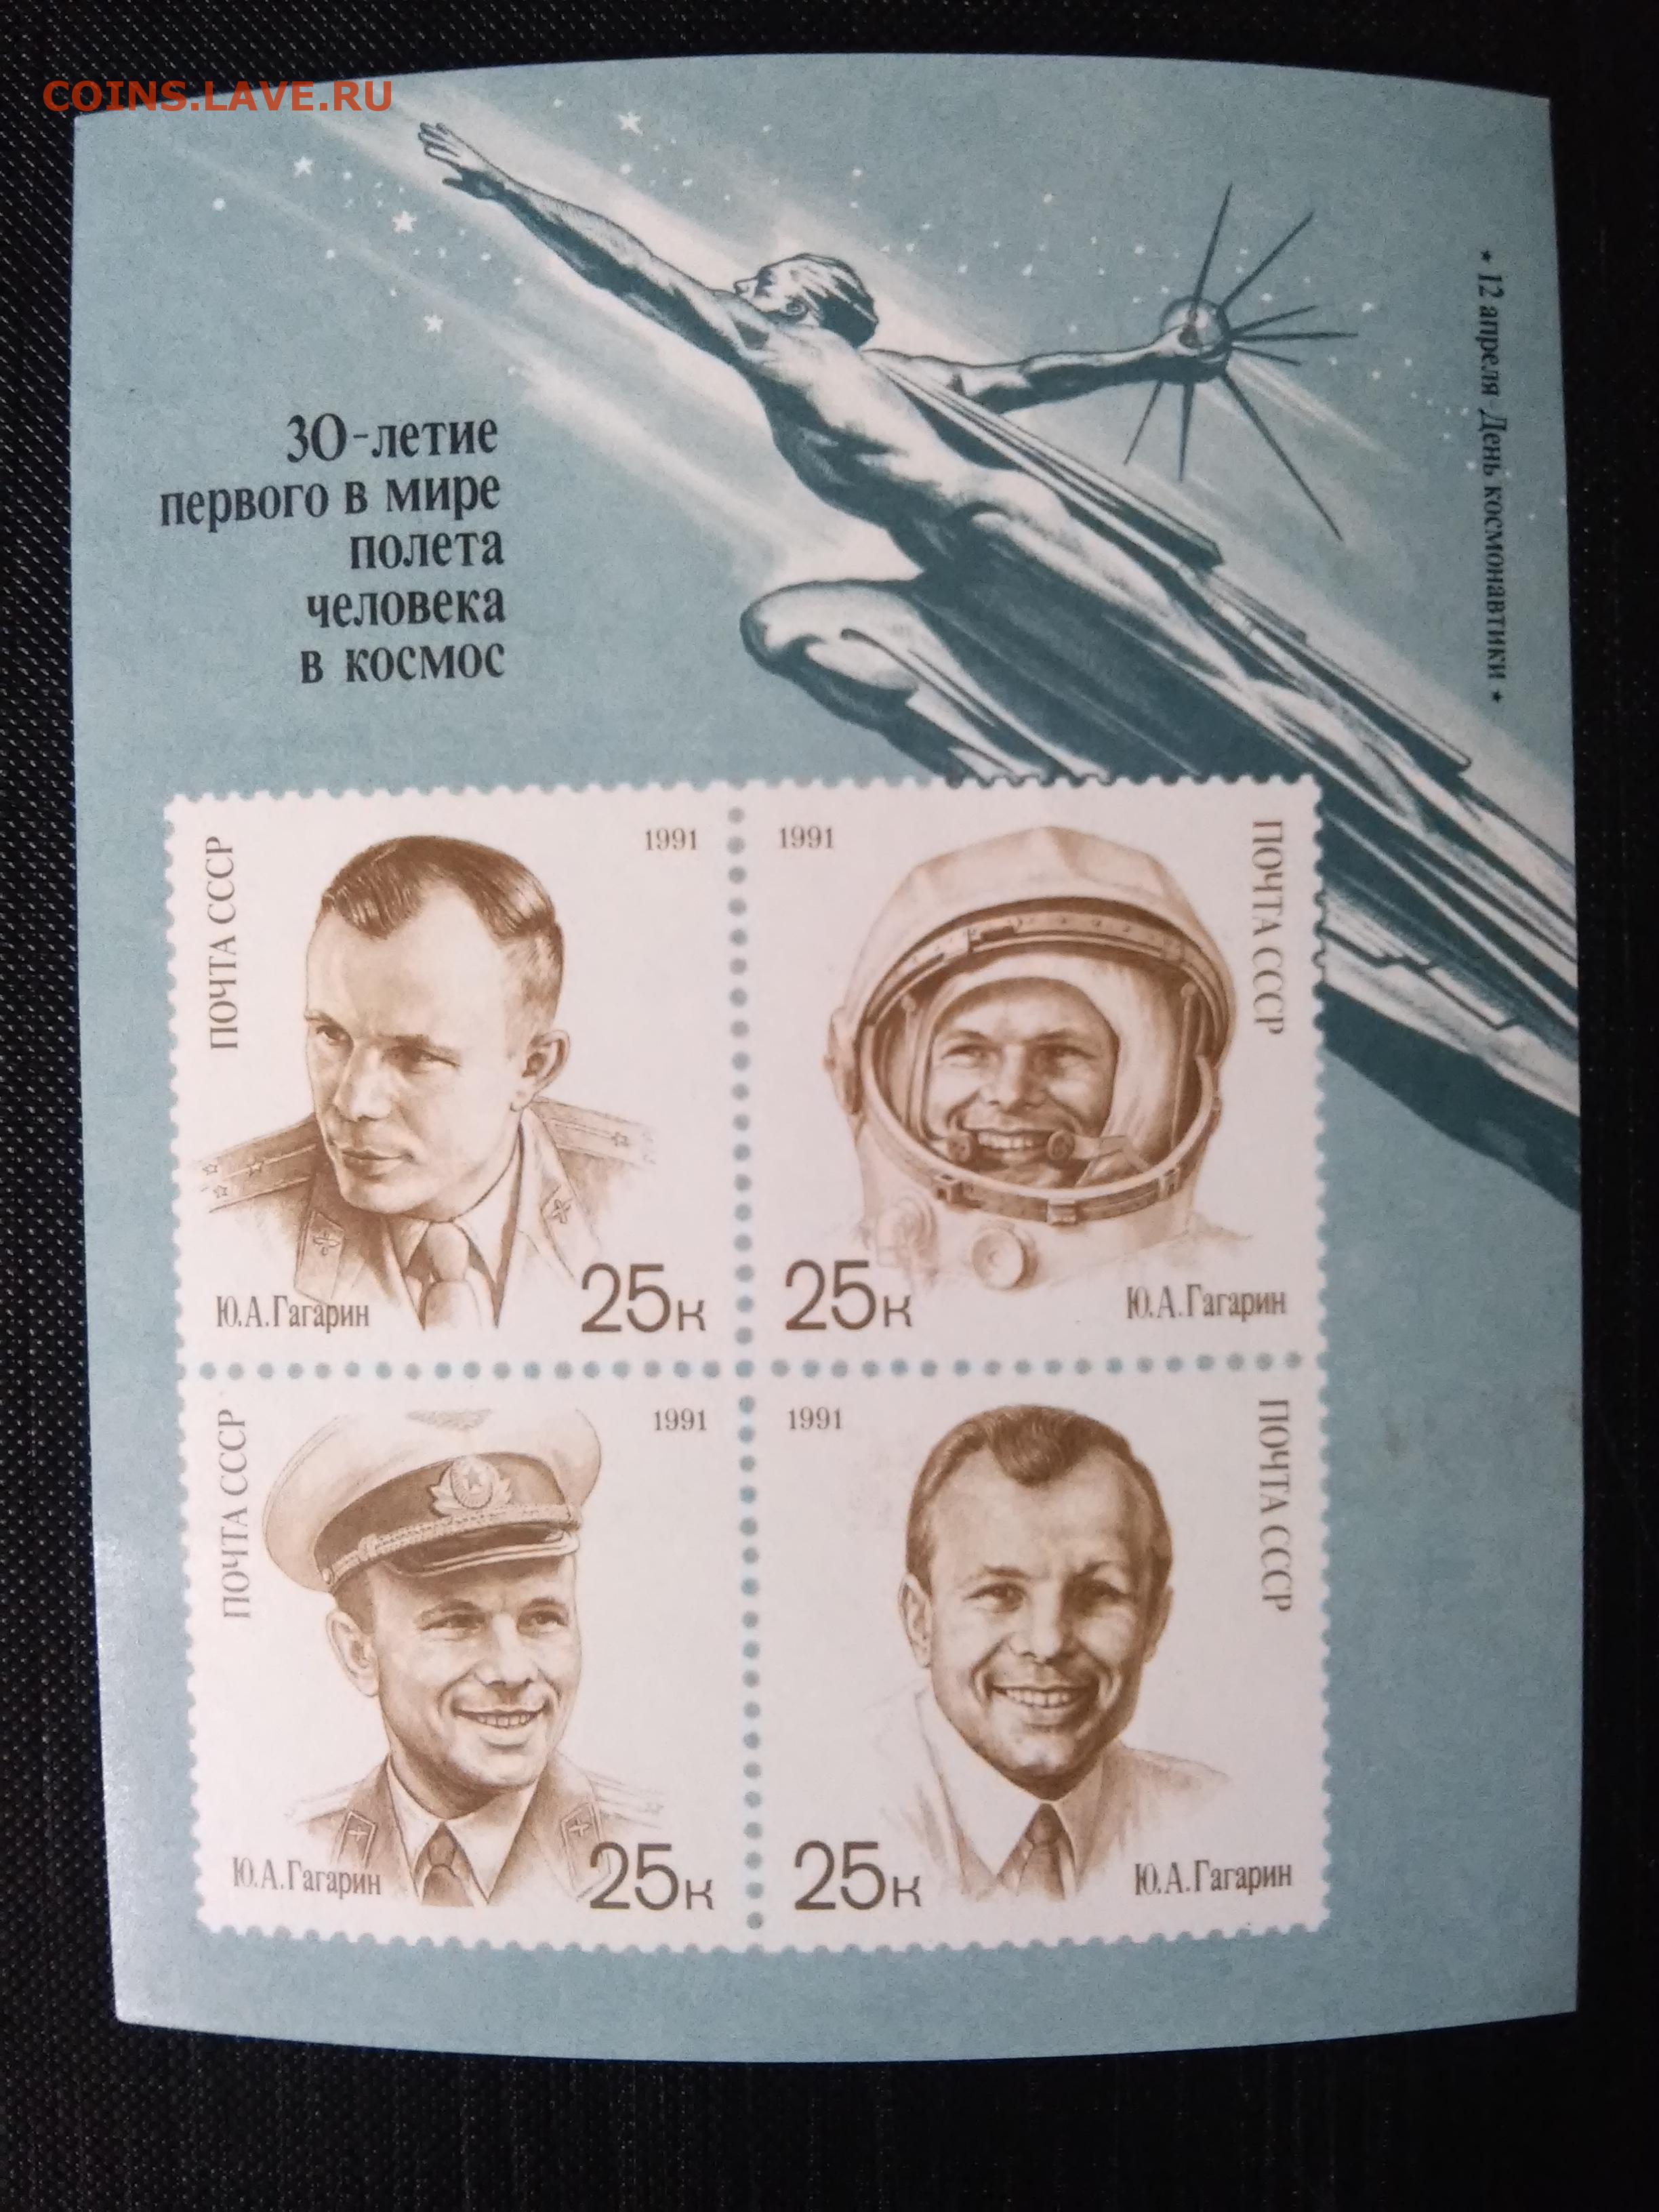 COINS.LAVE.RU
30-летие
первого в мире
полета
человека
в космос
* 12 апреля – День космонавтики *
ПОЧТА СССР
1991
Ю.А.Гагарин
25к
1991
ПОЧТА СССР
25к
Ю.А.Гагарин
ПОЧТА СССР
1991
Ю.А.Гагарин
25к
1991
ПОЧТА СССР
25к
Ю.А.Гагарин